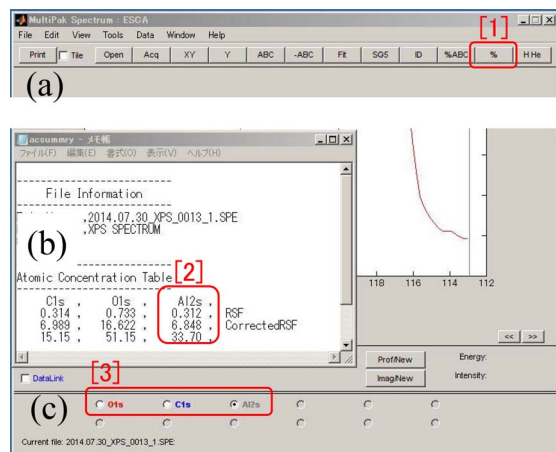 MultiPak Spectrum : ESCA
[1]
File Edit View Tools Data Window Help
Print Tile Open Acq XY Y ABC -ABC Fit SG5 ID %ABC % H He
(a)
acsummry - メモ帳
ファイル(F) 編集(E) 書式(O) 表示(V) ヘルプ(H)
File Information
,2014.07.30_XPS_0013_1.SPE
,XPS SPECTRUM
(b)
Atomic Concentration Table
[2]
C1s , O1s , Al2s ,
0.314 , 0.733 , 0.312 , RSF
6.989 , 16.622 , 6.848 , CorrectedRSF
15.15 , 51.15 , 33.70 ,
118 116 114 112
<< >>
Prof/New Energy:
Imag/New Intensity:
DataLink
[3]
(c)
O1s C1s Al2s
Current file: 2014.07.30_XPS_0013_1.SPE: